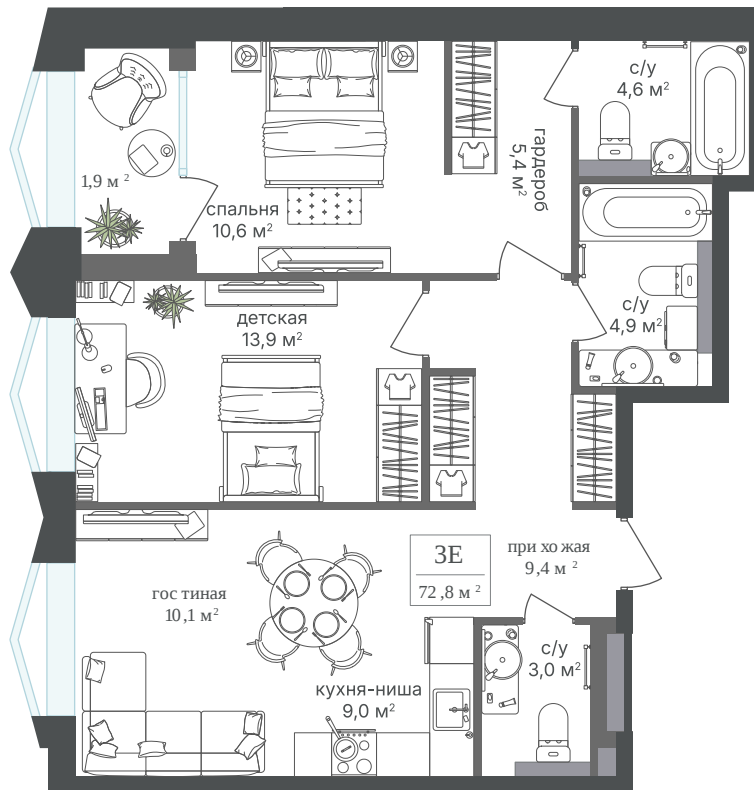 с/у
4,6 м²
гардероб
5,4 м²
1,9 м ²
спальня
10,6 м²
с/у
4,9 м²
детская
13,9 м²
3Е
72,8 м ²
при хо жая
9,4 м ²
гос тиная
10,1 м²
с/у
3,0 м²
кухня-ниша
9,0 м²